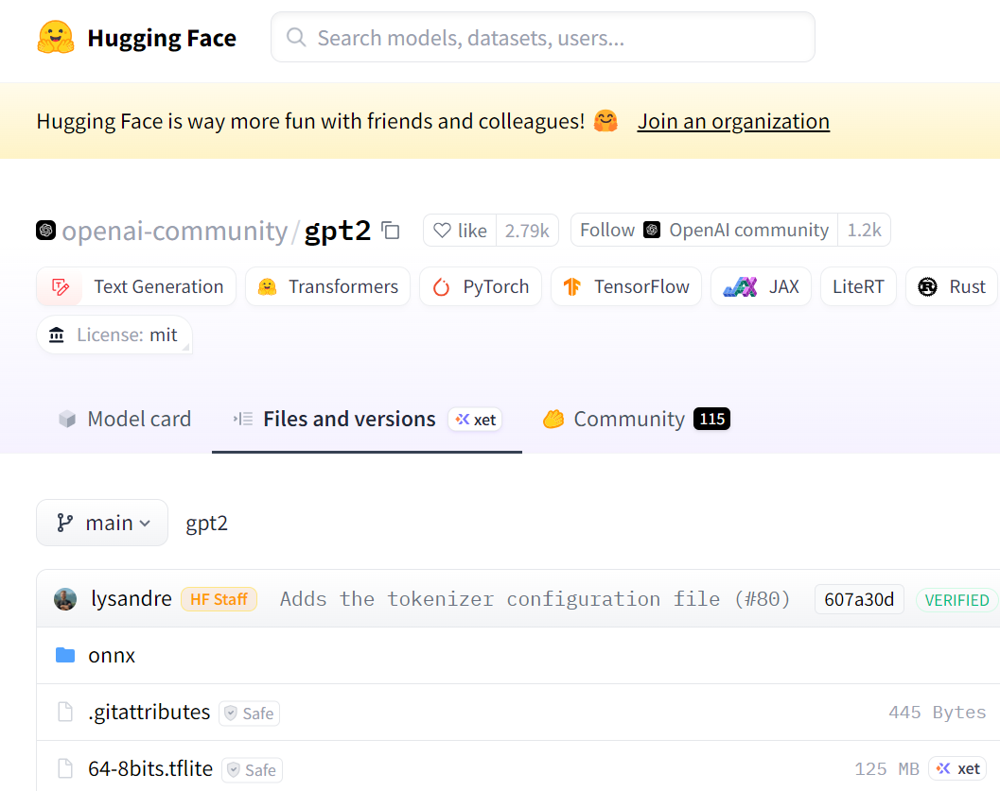 Hugging Face
Search models, datasets, users...
Hugging Face is way more fun with friends and colleagues! 🤗 Join an organization
openai-community/gpt2 like 2.79k Follow OpenAI community 1.2k
Text Generation Transformers PyTorch TensorFlow JAX LiteRT Rust
License: mit
Model card Files and versions xet Community 115
main gpt2
lysandre HF Staff Adds the tokenizer configuration file (#80) 607a30d VERIFIED
onnx
.gitattributes Safe 445 Bytes
64-8bits.tflite Safe 125 MB xet